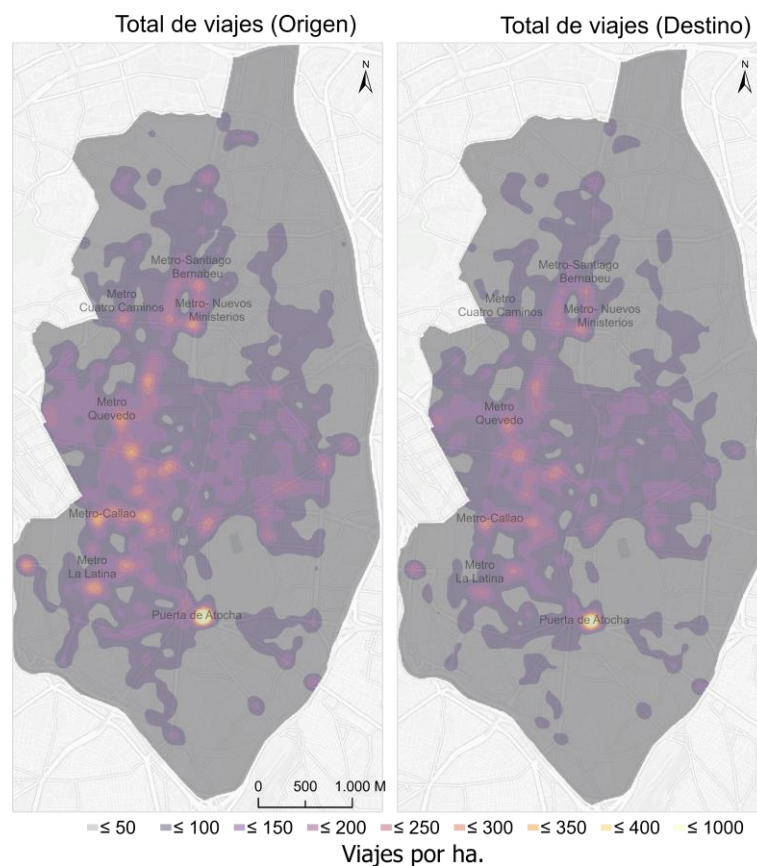 Total de viajes (Origen)
Total de viajes (Destino)
N
N
Metro-Santiago
Bernabeu
Metro
Cuatro Caminos
Metro- Nuevos
Ministerios
Metro
Quevedo
Metro-Callao
Metro
La Latina
Puerta de Atocha
Metro-Santiago
Bernabeu
Metro
Cuatro Caminos
Metro- Nuevos
Ministerios
Metro
Quevedo
Metro-Callao
Metro
La Latina
Puerta de Atocha
0 500 1.000 M
≤ 50 ≤ 100 ≤ 150 ≤ 200 ≤ 250 ≤ 300 ≤ 350 ≤ 400 ≤ 1000
Viajes por ha.